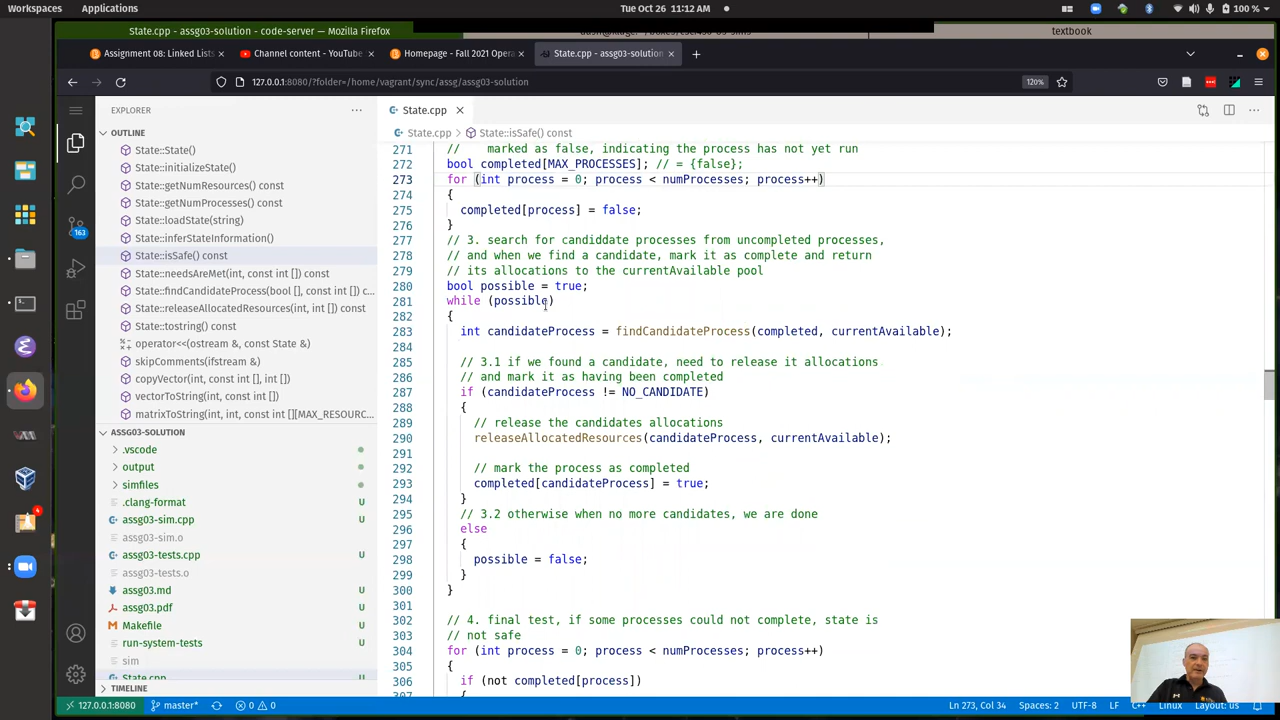 Workspaces Applications Tue Oct 26 11:12 AM 100 %
State.cpp - assg03-solution - code-server — Mozilla Firefox textbook
Assignment 08: Linked Lists Channel content - YouTube Homepage - Fall 2021 Opera State.cpp - assg03-solution
127.0.0.1:8080/?folder=/home/vagrant/sync/assg/assg03-solution 120%
EXPLORER
State.cpp
OUTLINE
State.cpp > State::isSafe() const
State::State()
State::initializeState()
State::getNumResources() const
State::getNumProcesses() const
State::loadState(string)
State::inferStateInformation()
State::isSafe() const
State::needsAreMet(int, const int []) const
State::findCandidateProcess(bool [], const int []) c...
State::releaseAllocatedResources(int, int []) const
State::tostring() const
operator<<(ostream &, const State &)
skipComments(ifstream &)
copyVector(int, const int [], int [])
vectorToString(int, const int [])
matrixToString(int, int, const int [][MAX_RESOURC...
163
ASSG03-SOLUTION
.vscode
output
simfiles
.clang-format U
assg03-sim.cpp U
assg03-sim.o
assg03-tests.cpp U
assg03-tests.o
assg03.md U
assg03.pdf U
Makefile U
run-system-tests U
sim
State.cpp U
TIMELINE
271 // marked as false, indicating the process has not yet run
272 bool completed[MAX_PROCESSES]; // = {false};
273 for (int process = 0; process < numProcesses; process++)
274 {
275 completed[process] = false;
276 }
277 // 3. search for candiddate processes from uncompleted processes,
278 // and when we find a candidate, mark it as complete and return
279 // its allocations to the currentAvailable pool
280 bool possible = true;
281 while (possible)
282 {
283 int candidateProcess = findCandidateProcess(completed, currentAvailable);
284
285 // 3.1 if we found a candidate, need to release it allocations
286 // and mark it as having been completed
287 if (candidateProcess != NO_CANDIDATE)
288 {
289 // release the candidates allocations
290 releaseAllocatedResources(candidateProcess, currentAvailable);
291
292 // mark the process as completed
293 completed[candidateProcess] = true;
294 }
295 // 3.2 otherwise when no more candidates, we are done
296 else
297 {
298 possible = false;
299 }
300 }
301
302 // 4. final test, if some processes could not complete, state is
303 // not safe
304 for (int process = 0; process < numProcesses; process++)
305 {
306 if (not completed[process])
307 {
127.0.0.1:8080 master* 0 0 Ln 273, Col 34 Spaces: 2 UTF-8 LF C++ Linux Layout: us